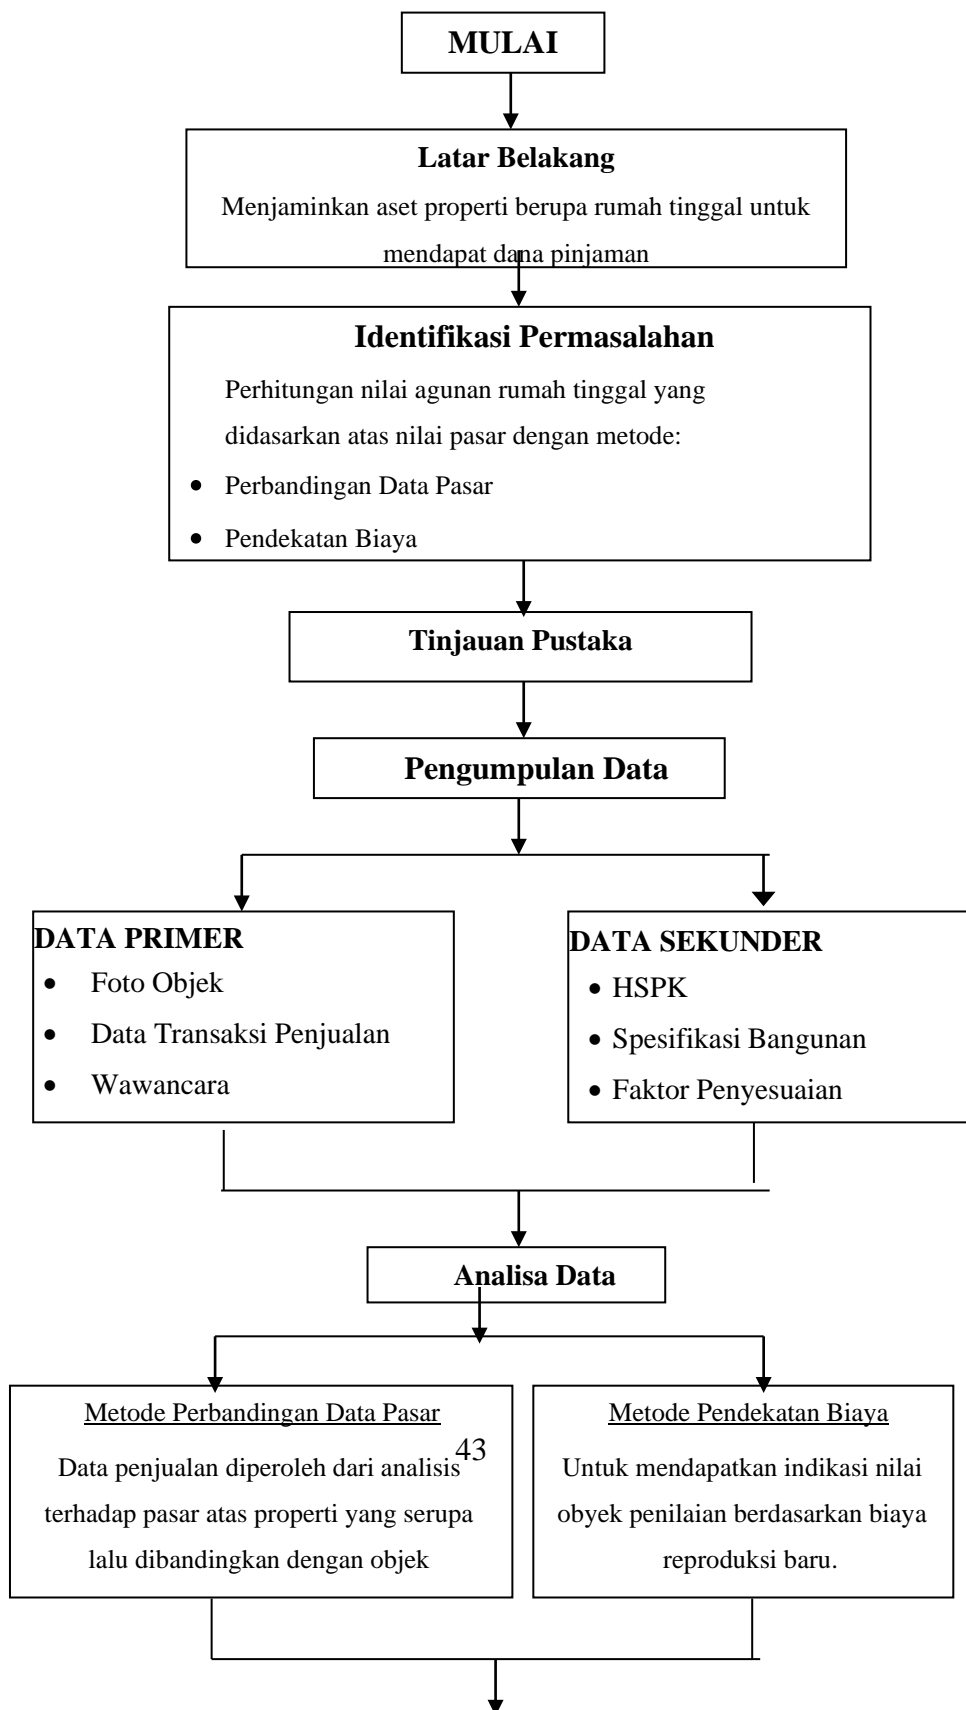 MULAI
Latar Belakang
Menjaminkan aset properti berupa rumah tinggal untuk
mendapat dana pinjaman
Identifikasi Permasalahan
Perhitungan nilai agunan rumah tinggal yang
didasarkan atas nilai pasar dengan metode:
• Perbandingan Data Pasar
• Pendekatan Biaya
Tinjauan Pustaka
Pengumpulan Data
DATA PRIMER
• Foto Objek
• Data Transaksi Penjualan
• Wawancara
DATA SEKUNDER
• HSPK
• Spesifikasi Bangunan
• Faktor Penyesuaian
Analisa Data
Metode Perbandingan Data Pasar
Data penjualan diperoleh dari analisis
terhadap pasar atas properti yang serupa
lalu dibandingkan dengan objek
43
Metode Pendekatan Biaya
Untuk mendapatkan indikasi nilai
obyek penilaian berdasarkan biaya
reproduksi baru.